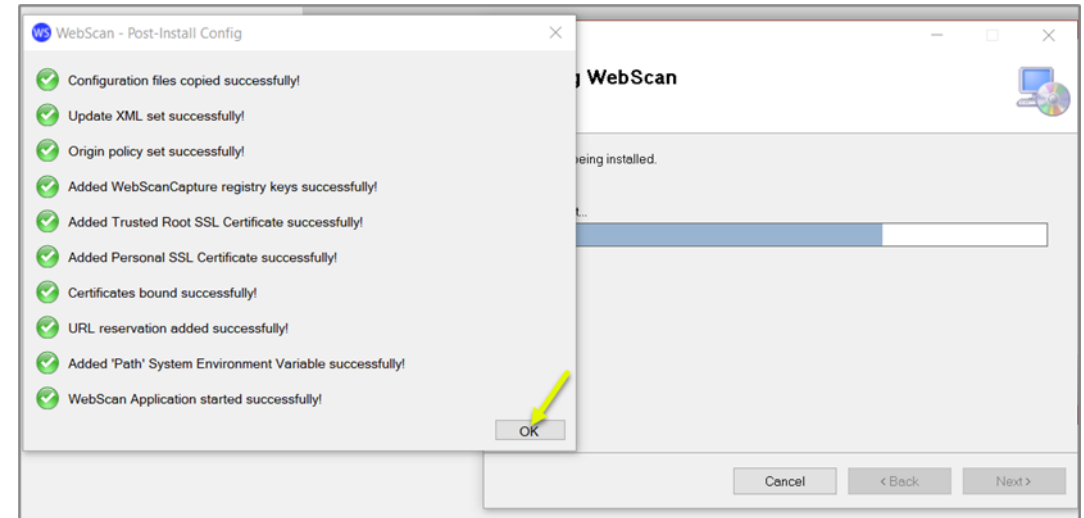 WS WebScan - Post-Install Config
Configuration files copied successfully!
Update XML set successfully!
Origin policy set successfully!
Added WebScanCapture registry keys successfully!
Added Trusted Root SSL Certificate successfully!
Added Personal SSL Certificate successfully!
Certificates bound successfully!
URL reservation added successfully!
Added 'Path' System Environment Variable successfully!
WebScan Application started successfully!
OK
WebScan
being installed.
Cancel
< Back
Next >